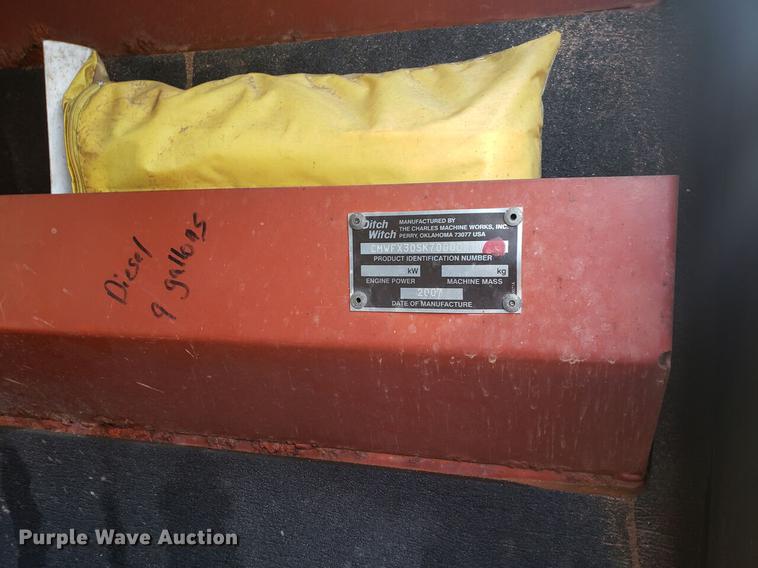 Diesel
9 gallons
Ditch Witch
MANUFACTURED BY
THE CHARLES MACHINE WORKS, INC.
PERRY, OKLAHOMA 73077 USA
CMWFX30SK7000
PRODUCT IDENTIFICATION NUMBER
kW kg
ENGINE POWER MACHINE MASS
2007
DATE OF MANUFACTURE
Purple Wave Auction